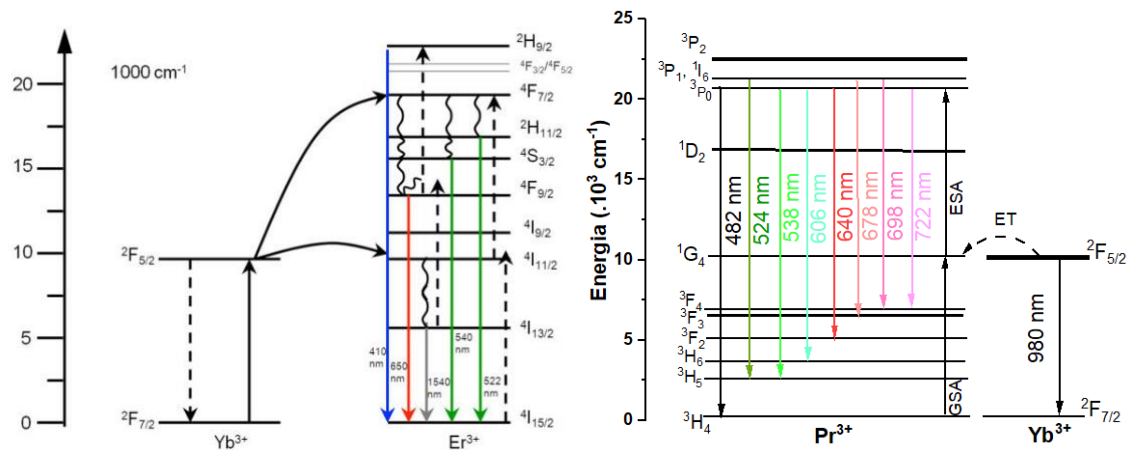 1000 cm⁻¹
20
15
10
5
0
²F₅/₂
²F₇/₂
Yb³⁺
²H₉/₂
⁴F₃/₂/⁴F₅/₂
⁴F₇/₂
²H₁₁/₂
⁴S₃/₂
⁴F₉/₂
⁴I₉/₂
⁴I₁₁/₂
⁴I₁₃/₂
⁴I₁₅/₂
410 nm
650 nm
1540 nm
540 nm
522 nm
Er³⁺
Energia (.10³ cm⁻¹)
25
20
15
10
5
0
³P₂
³P₁, ¹I₆
³P₀
¹D₂
¹G₄
³F₄
³F₃
³F₂
³H₆
³H₅
³H₄
482 nm
524 nm
538 nm
606 nm
640 nm
678 nm
698 nm
722 nm
ESA
GSA
ET
²F₅/₂
980 nm
²F₇/₂
Pr³⁺
Yb³⁺